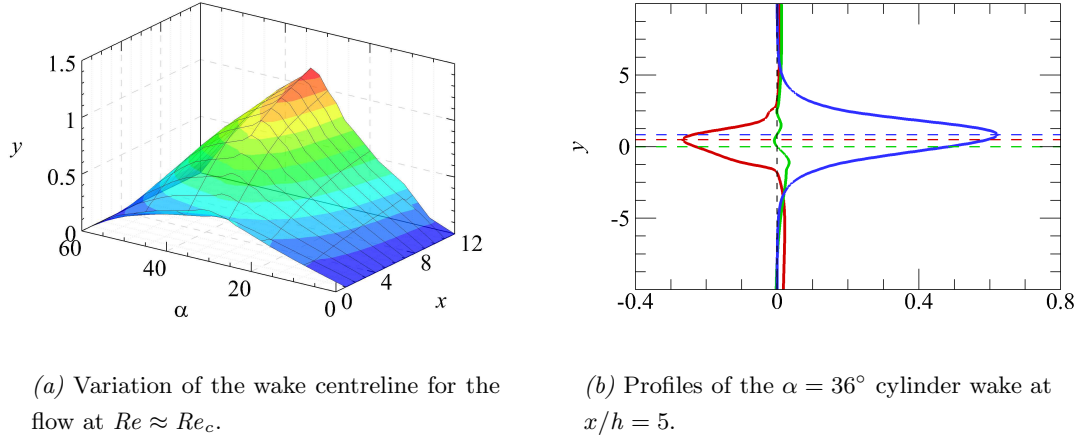 1.5
1
y
0.5
0
60
40
20
0
α
0
4
8
12
x
5
y
0
-5
-0.4
0
0.4
0.8
(a) Variation of the wake centreline for the
flow at Re ≈ Re_c.
(b) Profiles of the α = 36° cylinder wake at
x/h = 5.